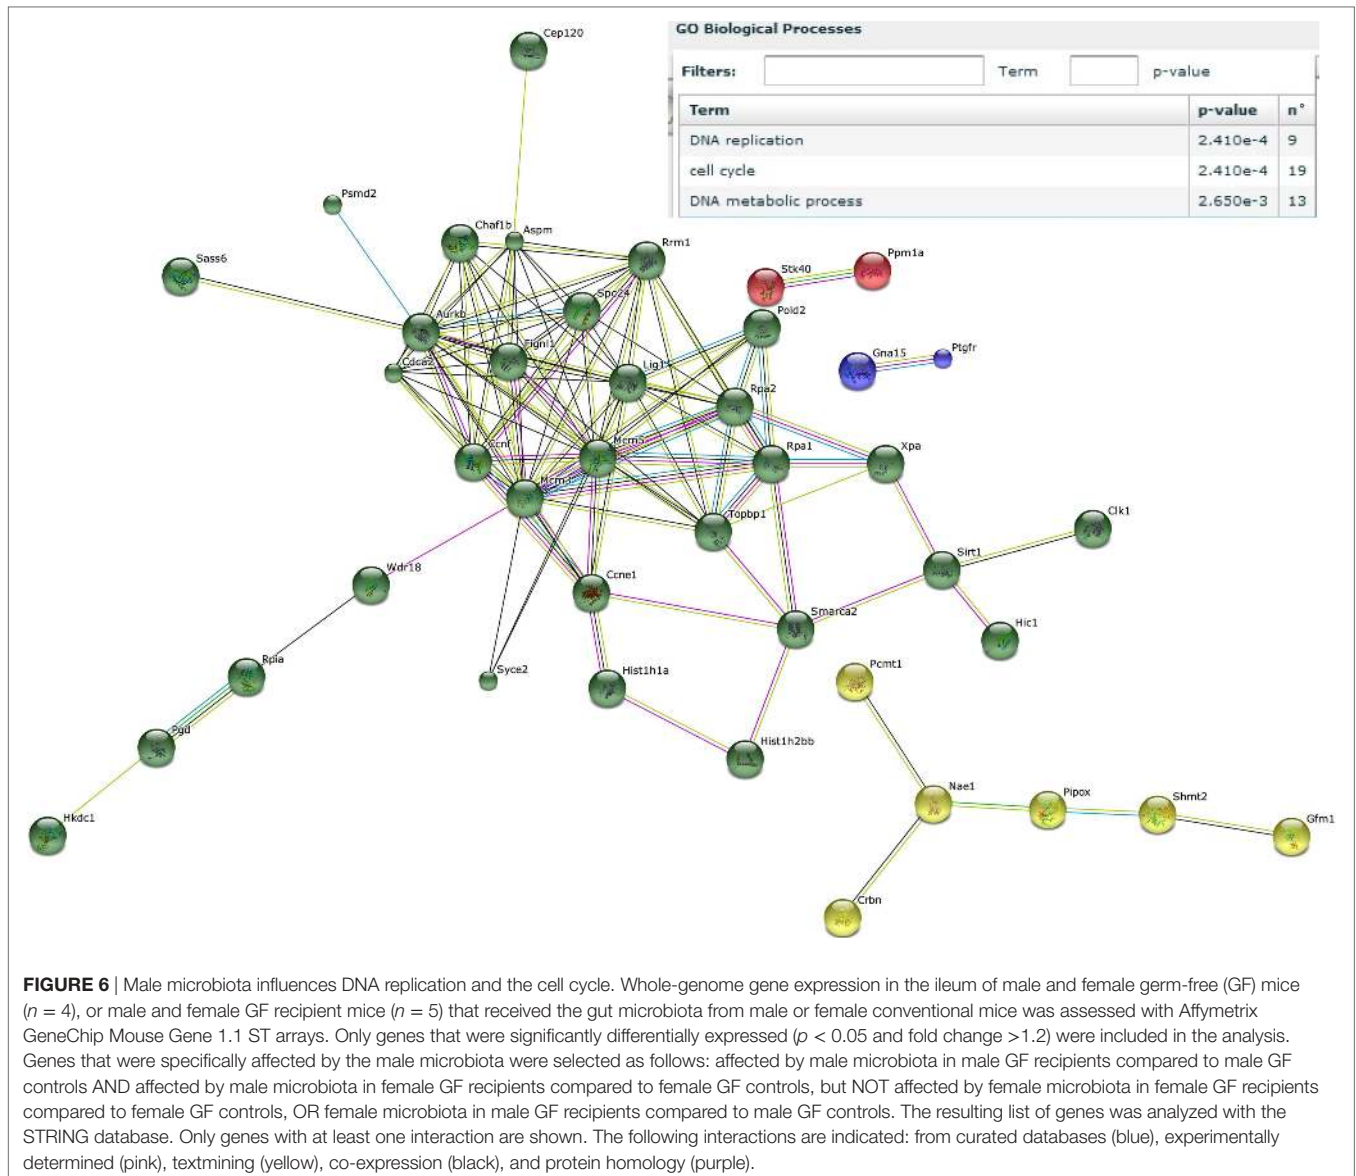 Cep120
GO Biological Processes
Filters: Term p-value
Term p-value n°
DNA replication 2.410e-4 9
cell cycle 2.410e-4 19
DNA metabolic process 2.650e-3 13
Psmd2
Chaf1b
Aspm
Rrm1
Sass6
Stk40
Ppm1a
Spc24
Aurkb
Pold2
Fignl1
Gna15
Ptgfr
Cdca2
Lig1
Rpa2
Ccnf
Mcm5
Rpa1
Xpa
Mcm3
Topbp1
Clk1
Sirt1
Wdr18
Ccne1
Smarca2
Hic1
Rpia
Syce2
Hist1h1a
Pcmt1
Pgd
Hist1h2bb
Nae1
Pipox
Shmt2
Gfm1
Hkdc1
Crbn
FIGURE 6 | Male microbiota influences DNA replication and the cell cycle. Whole-genome gene expression in the ileum of male and female germ-free (GF) mice
(n = 4), or male and female GF recipient mice (n = 5) that received the gut microbiota from male or female conventional mice was assessed with Affymetrix
GeneChip Mouse Gene 1.1 ST arrays. Only genes that were significantly differentially expressed (p < 0.05 and fold change >1.2) were included in the analysis.
Genes that were specifically affected by the male microbiota were selected as follows: affected by male microbiota in male GF recipients compared to male GF
controls AND affected by male microbiota in female GF recipients compared to female GF controls, but NOT affected by female microbiota in female GF recipients
compared to female GF controls, OR female microbiota in male GF recipients compared to male GF controls. The resulting list of genes was analyzed with the
STRING database. Only genes with at least one interaction are shown. The following interactions are indicated: from curated databases (blue), experimentally
determined (pink), textmining (yellow), co-expression (black), and protein homology (purple).